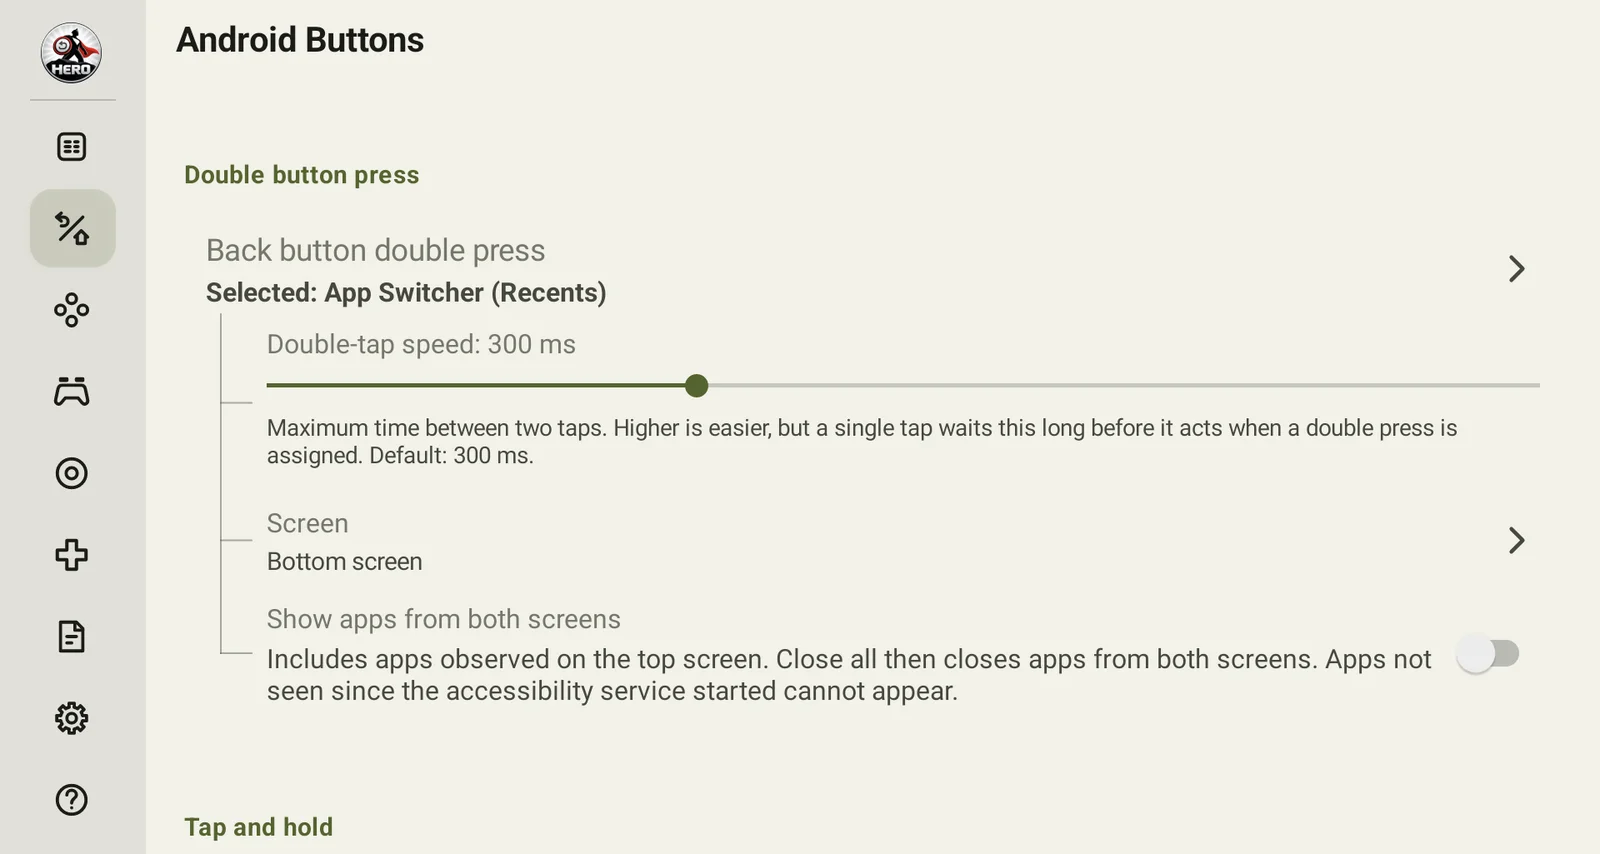 HERO
Android Buttons
Double button press
Back button double press
Selected: App Switcher (Recents)
Double-tap speed: 300 ms
Maximum time between two taps. Higher is easier, but a single tap waits this long before it acts when a double press is
assigned. Default: 300 ms.
Screen
Bottom screen
Show apps from both screens
Includes apps observed on the top screen. Close all then closes apps from both screens. Apps not
seen since the accessibility service started cannot appear.
Tap and hold